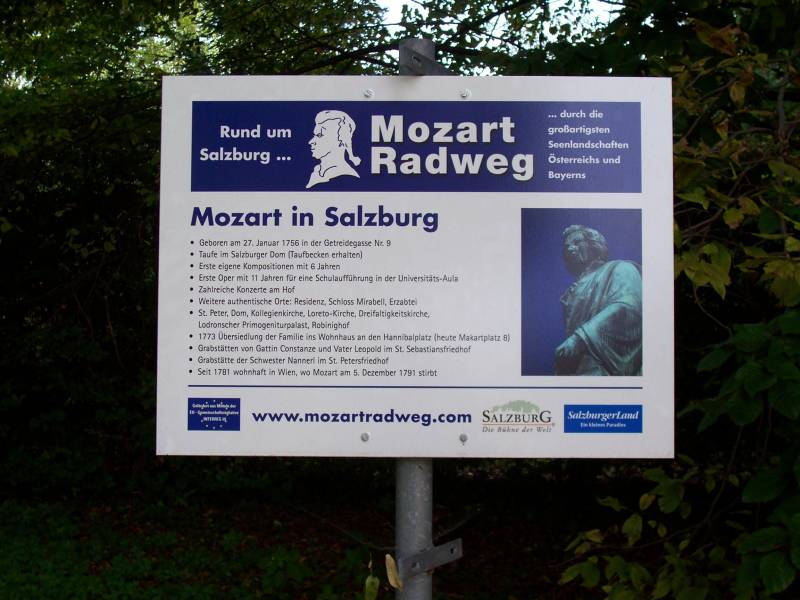 Rund um
Salzburg ...
Mozart
Radweg
... durch die
großartigsten
Seenlandschaften
Österreichs und
Bayerns
Mozart in Salzburg
• Geboren am 27. Januar 1756 in der Getreidegasse Nr. 9
• Taufe im Salzburger Dom (Taufbecken erhalten)
• Erste eigene Kompositionen mit 6 Jahren
• Erste Oper mit 11 Jahren für eine Schulaufführung in der Universitäts-Aula
• Zahlreiche Konzerte am Hof
• Weitere authentische Orte: Residenz, Schloss Mirabell, Erzabtei
• St. Peter, Dom, Kollegienkirche, Loreto-Kirche, Dreifaltigkeitskirche,
Lodronscher Primogeniturpalast, Robinighof
• 1773 Übersiedlung der Familie ins Wohnhaus an den Hannibalplatz (heute Makartplatz 8)
• Grabstätten von Gattin Constanze und Vater Leopold im St. Sebastiansfriedhof
• Grabstätte der Schwester Nannerl im St. Petersfriedhof
• Seit 1781 wohnhaft in Wien, wo Mozart am 5. Dezember 1791 stirbt
Gefördert aus Mitteln der
EU - Gemeinschaftsinitiative
www.mozartradweg.com
SALZBURG
Die Bühne der Welt
SalzburgerLand
Ein kleines Paradies